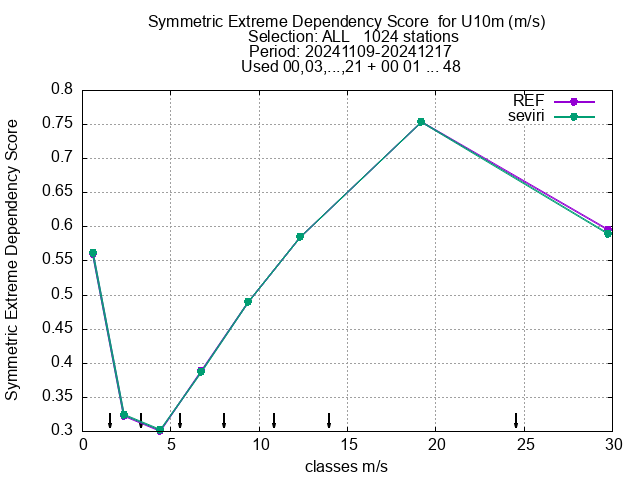 Symmetric Extreme Dependency Score  for U10m (m/s)
Selection: ALL   1024 stations
Period: 20241109-20241217
Used 00,03,...,21 + 00 01 ... 48
REF
seviri
Symmetric Extreme Dependency Score
0.8
0.75
0.7
0.65
0.6
0.55
0.5
0.45
0.4
0.35
0.3
0 5 10 15 20 25 30
classes m/s